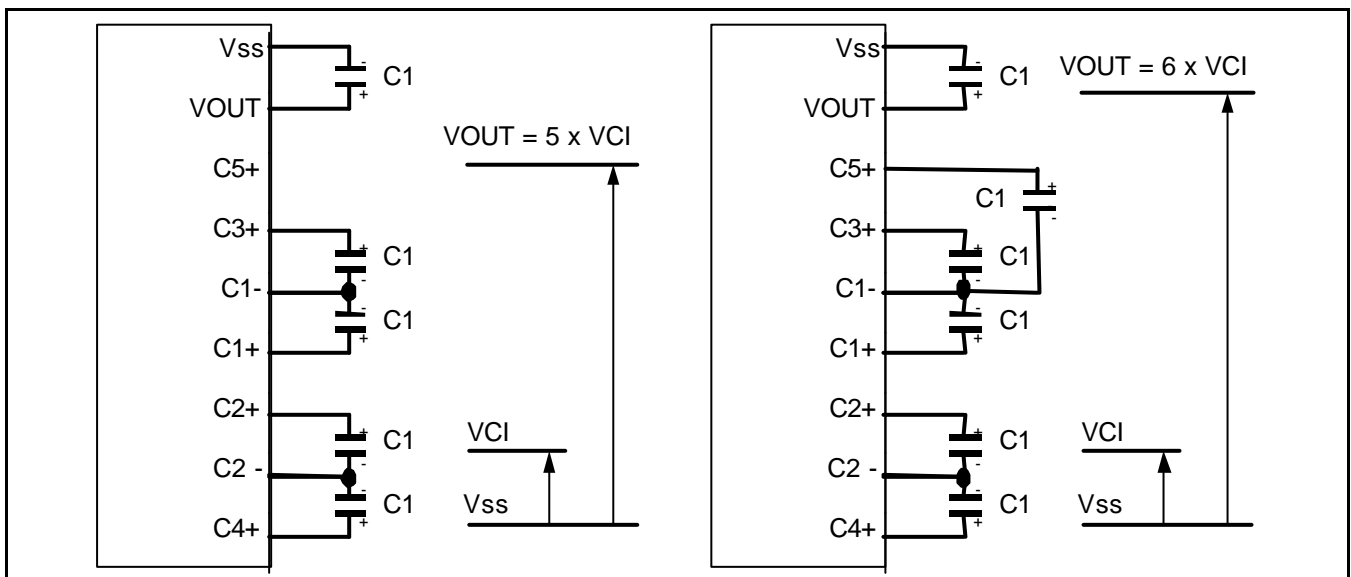 Vss
C1
VOUT
VOUT = 5 x VCI
C5+
C3+
C1
C1-
C1
C1+
C2+
C1
VCI
C2 -
C1
Vss
C4+
Vss
C1
VOUT = 6 x VCI
VOUT
C5+
C1
C3+
C1
C1-
C1
C1+
C2+
C1
VCI
C2 -
C1
Vss
C4+